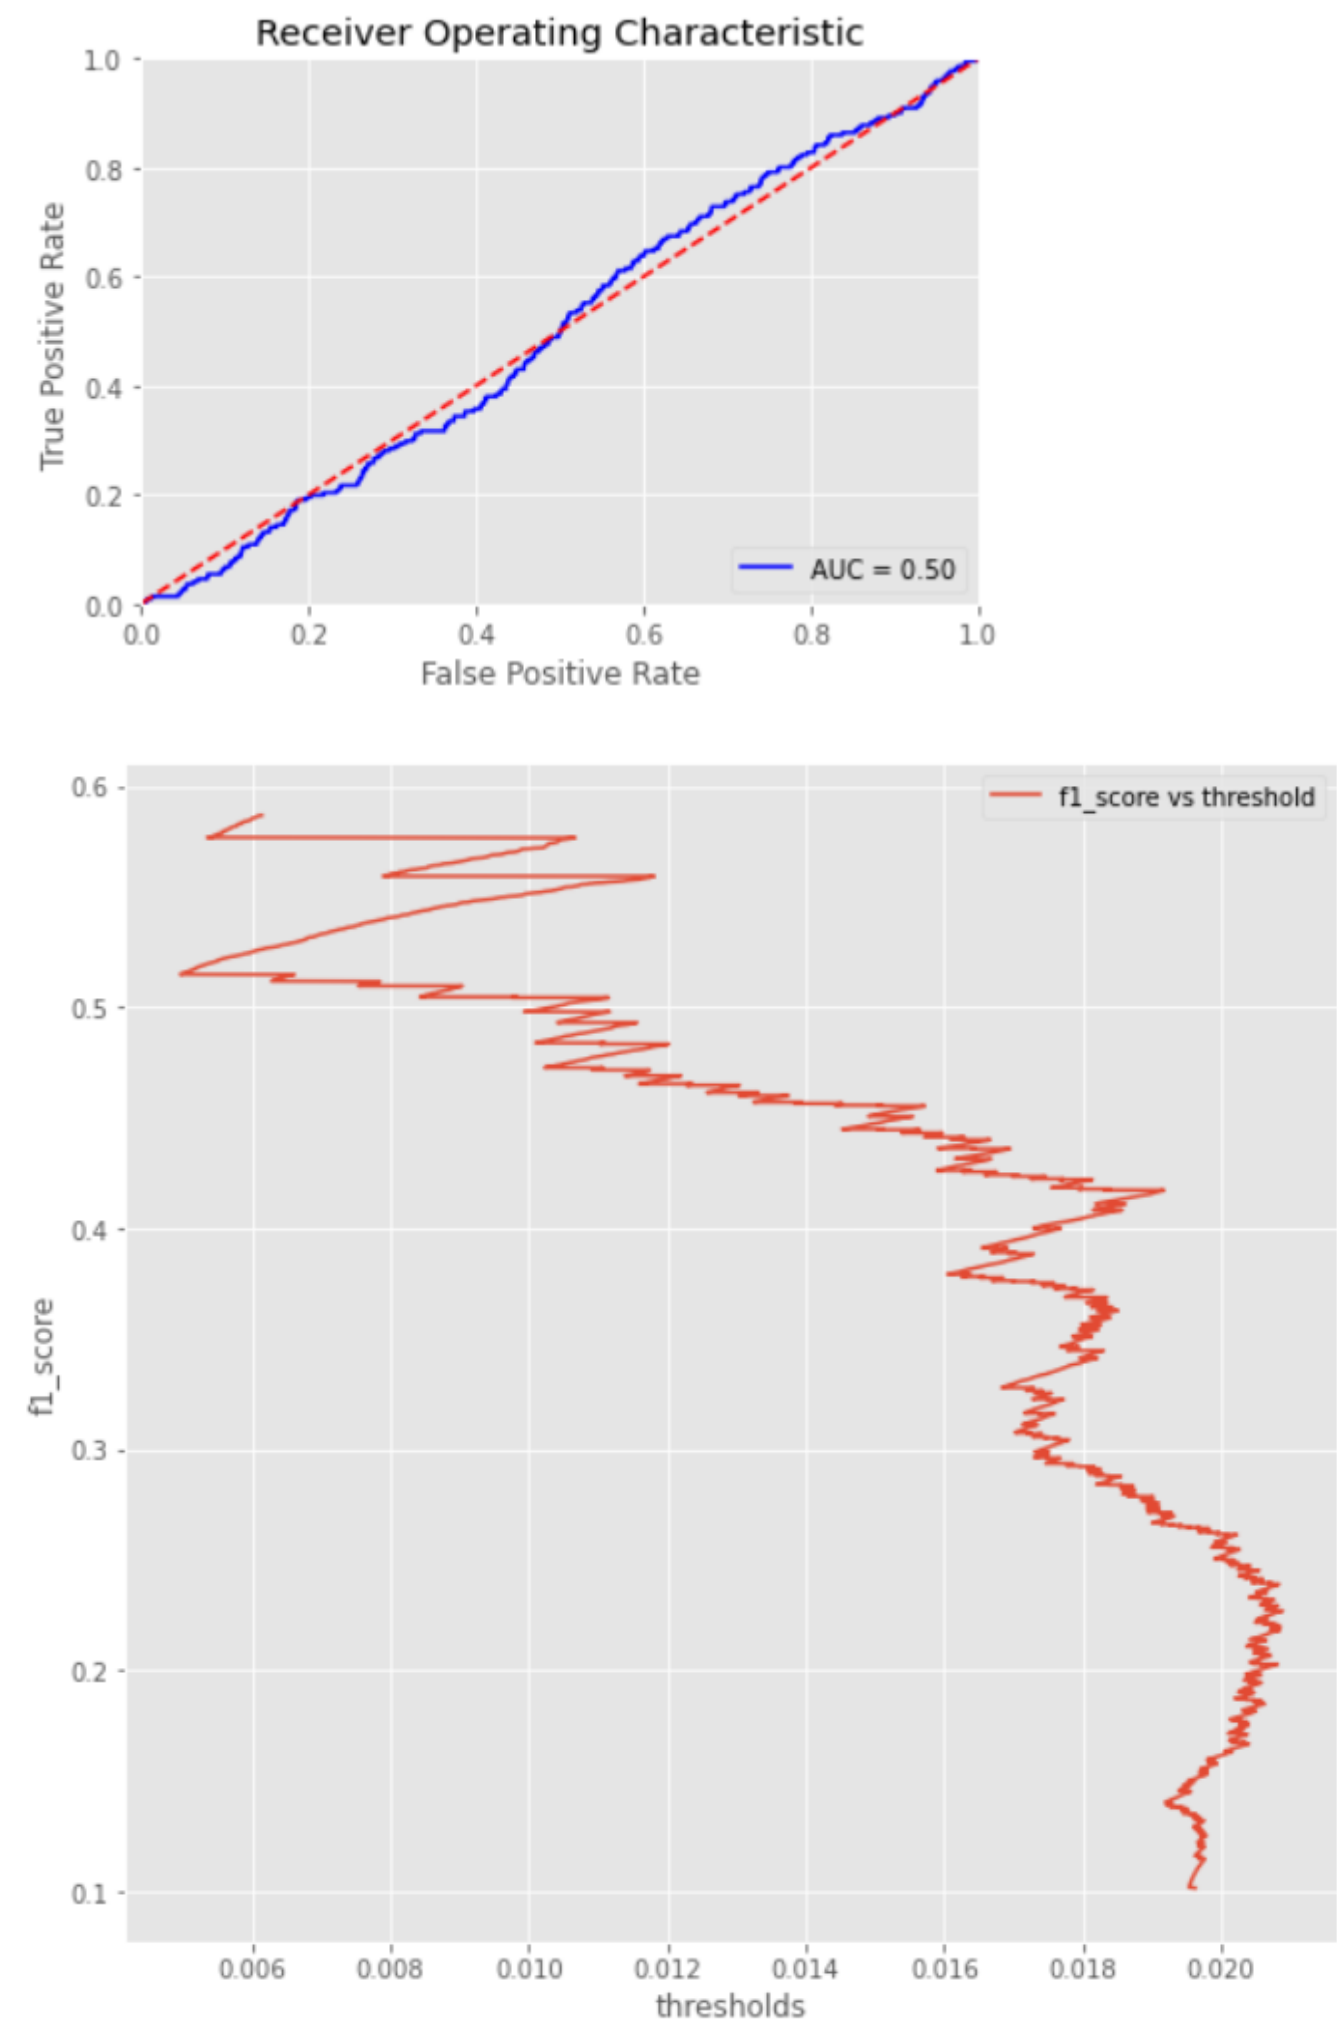 Receiver Operating Characteristic
1.0
0.8
0.6
0.4
0.2
0.0
True Positive Rate
AUC = 0.50
0.0 0.2 0.4 0.6 0.8 1.0
False Positive Rate
0.6
0.5
0.4
0.3
0.2
0.1
f1_score
f1_score vs threshold
0.006 0.008 0.010 0.012 0.014 0.016 0.018 0.020
thresholds